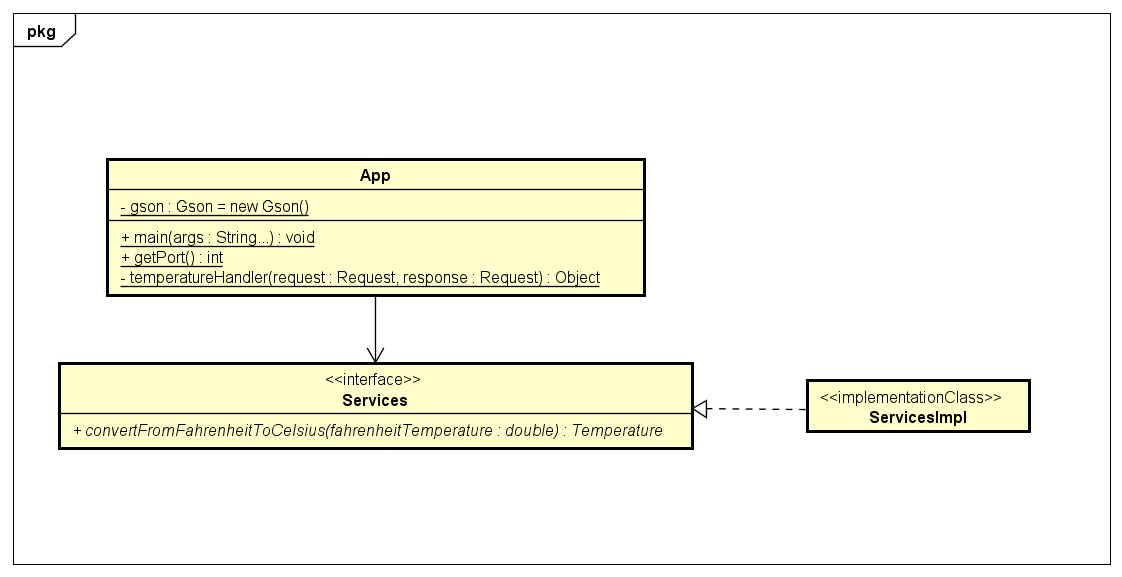 pkg
App
- gson : Gson = new Gson()
+ main(args : String...) : void
+ getPort() : int
- temperatureHandler(request : Request, response : Request) : Object
<<interface>>
Services
+ convertFromFahrenheitToCelsius(fahrenheitTemperature : double) : Temperature
<<implementationClass>>
ServicesImpl